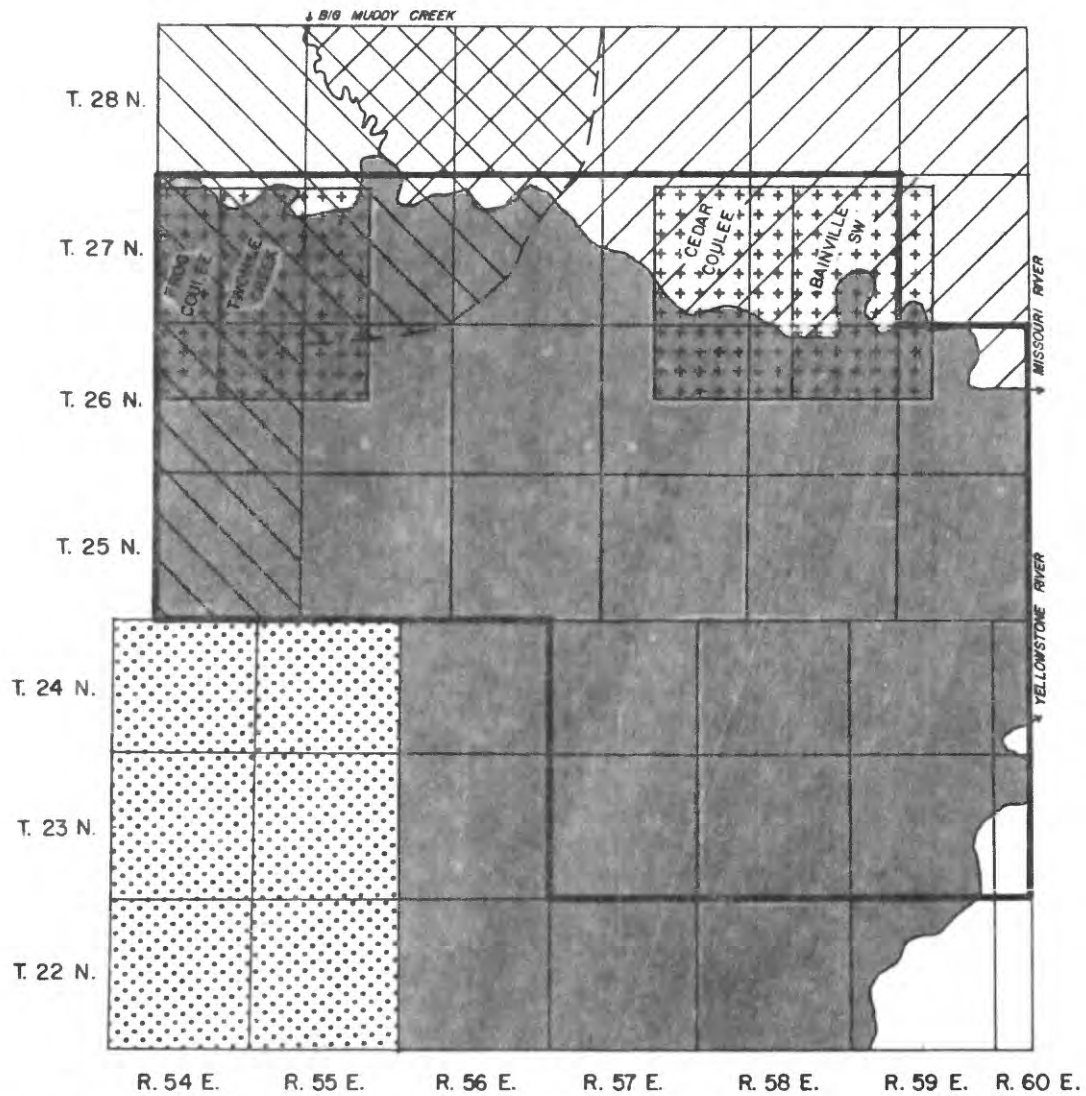 ↓ BIG MUDDY CREEK
T. 28 N.
T. 27 N.
FROG
COULEE
TWOMILE
CREEK
CEDAR
COULEE
BAINVILLE
SW
MISSOURI RIVER
T. 26 N.
T. 25 N.
YELLOWSTONE RIVER
T. 24 N.
T. 23 N.
T. 22 N.
R. 54 E. R. 55 E. R. 56 E. R. 57 E. R. 58 E. R. 59 E. R. 60 E.